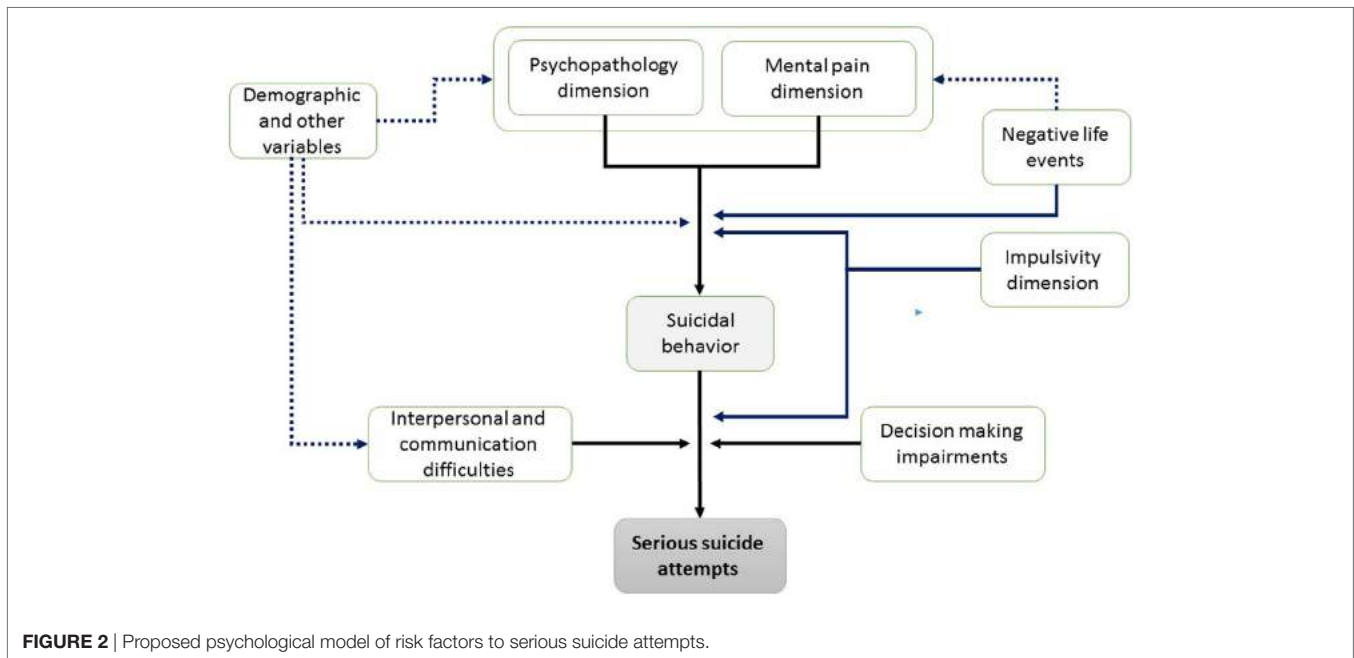 Psychopathology
dimension
Mental pain
dimension
Demographic
and other
variables
Negative life
events
Impulsivity
dimension
Suicidal
behavior
Interpersonal and
communication
difficulties
Decision making
impairments
Serious suicide
attempts
FIGURE 2 | Proposed psychological model of risk factors to serious suicide attempts.